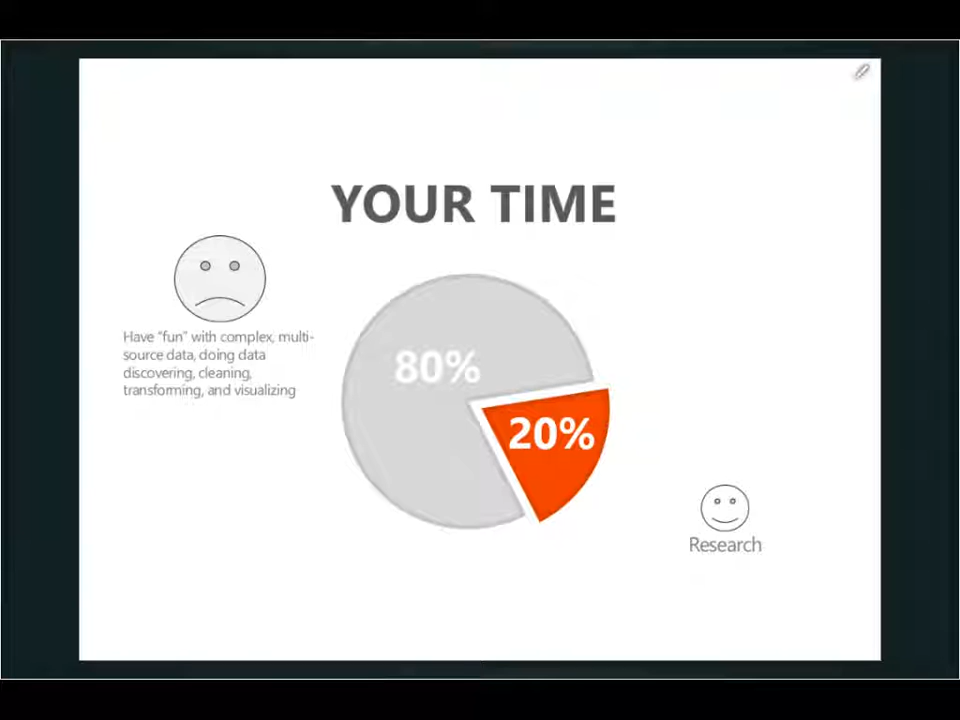 YOUR TIME
Have “fun” with complex, multi-
source data, doing data
discovering, cleaning,
transforming, and visualizing
80%
20%
Research